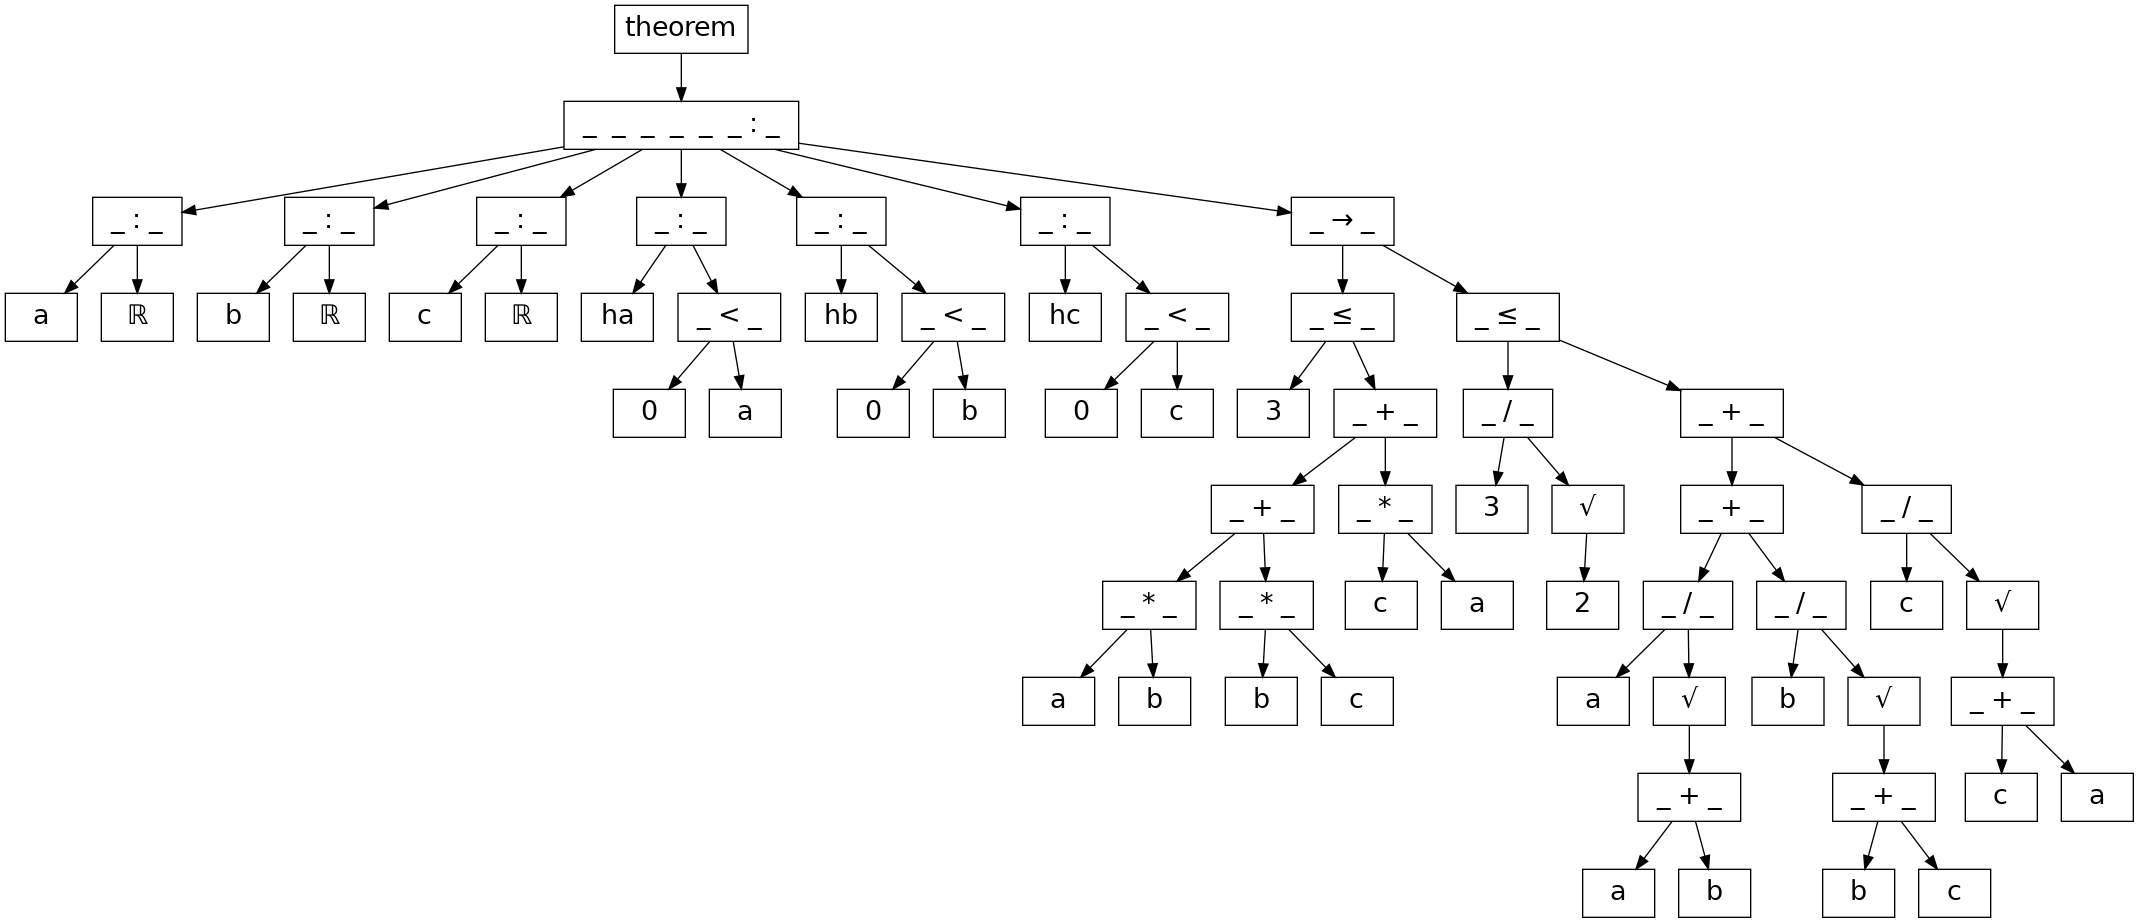 theorem
_ _ _ _ _ _ : _
_ : _ _ : _ _ : _ _ : _ _ : _ _ : _ _ → _
a ℝ b ℝ c ℝ ha _ < _ hb _ < _ hc _ < _ _ ≤ _ _ ≤ _
0 a 0 b 0 c 3 _ + _ _ / _ _ + _
_ + _ _ * _ 3 √ _ + _ _ / _
_ * _ _ * _ c a 2 _ / _ _ / _ c √
a b b c a √ b √ _ + _
_ + _ _ + _ c a
a b b c